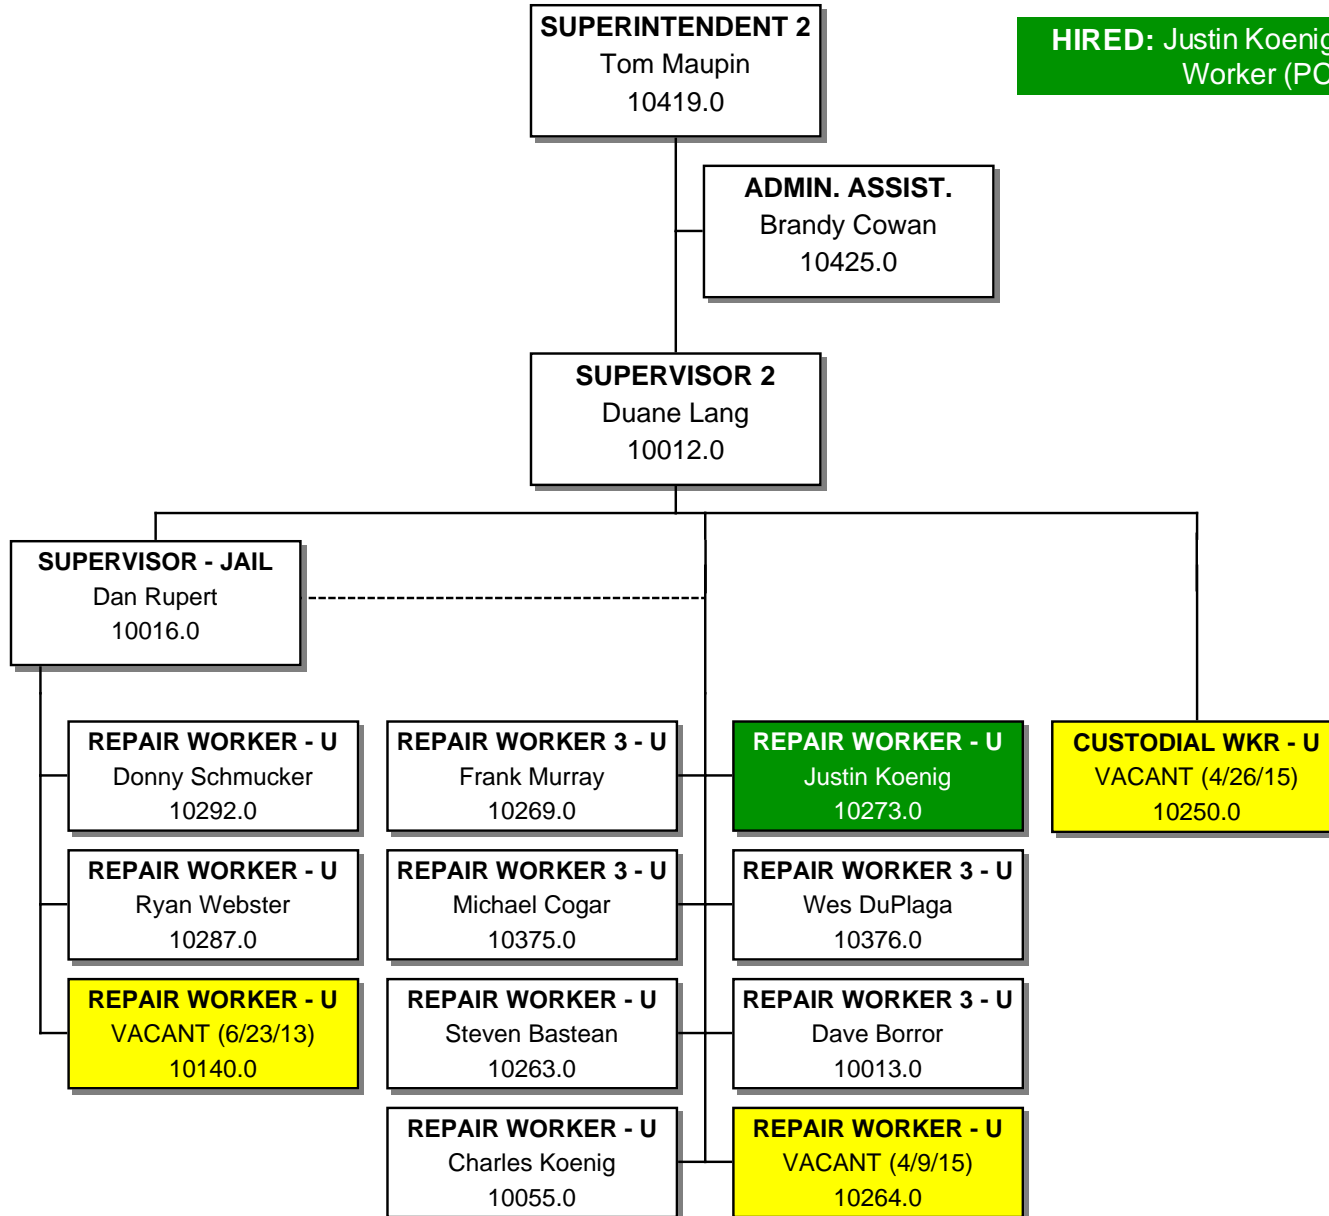 SUPERINTENDENT 2
Tom Maupin
10419.0
HIRED: Justin Koenig
Worker
ADMIN. ASSIST.
Brandy Cowan
10425.0
SUPERVISOR 2
Duane Lang
10012.0
SUPERVISOR - JAIL
Dan Rupert
10016.0
REPAIR WORKER - U
Donny Schmucker
10292.0
REPAIR WORKER 3 - U
Frank Murray
10269.0
REPAIR WORKER - U
Justin Koenig
10273.0
CUSTODIAL WKR - U
VACANT (4/26/15)
10250.0
REPAIR WORKER - U
Ryan Webster
10287.0
REPAIR WORKER 3 - U
Michael Cogar
10375.0
REPAIR WORKER 3 - U
Wes DuPlaga
10376.0
REPAIR WORKER - U
VACANT (6/23/13)
10140.0
REPAIR WORKER - U
Steven Bastean
10263.0
REPAIR WORKER 3 - U
Dave Borror
10013.0
REPAIR WORKER - U
Charles Koenig
10055.0
REPAIR WORKER - U
VACANT (4/9/15)
10264.0